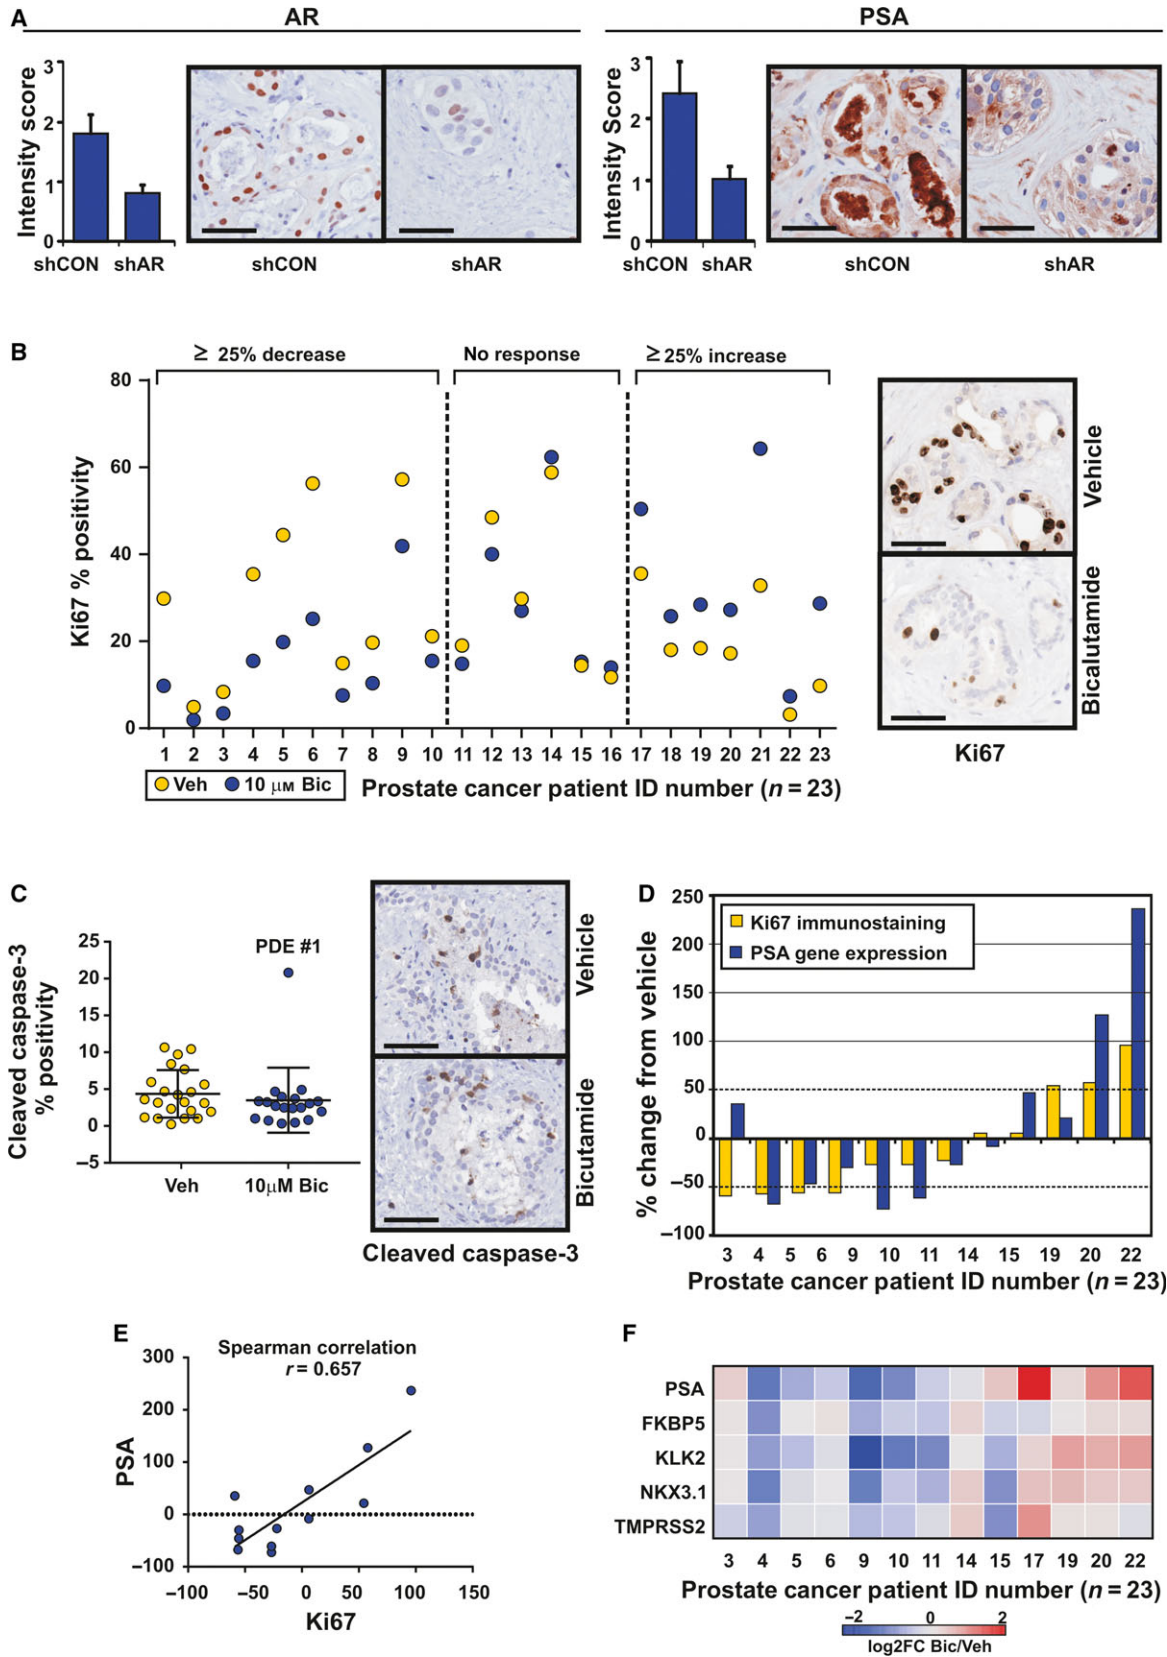 A
AR
PSA
Intensity score
3
2
1
0
shCON shAR
shCON
shAR
Intensity Score
3
2
1
0
shCON shAR
shCON
shAR
B
≥ 25% decrease
No response
≥ 25% increase
Ki67 % positivity
80
60
40
20
0
1 2 3 4 5 6 7 8 9 10 11 12 13 14 15 16 17 18 19 20 21 22 23
Veh 10 μM Bic
Prostate cancer patient ID number (n = 23)
Vehicle
Bicalutamide
Ki67
C
Cleaved caspase-3
% positivity
25
20
15
10
5
0
−5
PDE #1
Veh
10μM Bic
Vehicle
Bicutamide
Cleaved caspase-3
D
% change from vehicle
250
200
150
100
50
0
−50
−100
Ki67 immunostaining
PSA gene expression
3 4 5 6 9 10 11 14 15 19 20 22
Prostate cancer patient ID number (n = 23)
E
Spearman correlation
r = 0.657
PSA
300
200
100
0
−100
−100 −50 0 50 100 150
Ki67
F
PSA
FKBP5
KLK2
NKX3.1
TMPRSS2
3 4 5 6 9 10 11 14 15 17 19 20 22
Prostate cancer patient ID number (n = 23)
−2 0 2
log2FC Bic/Veh